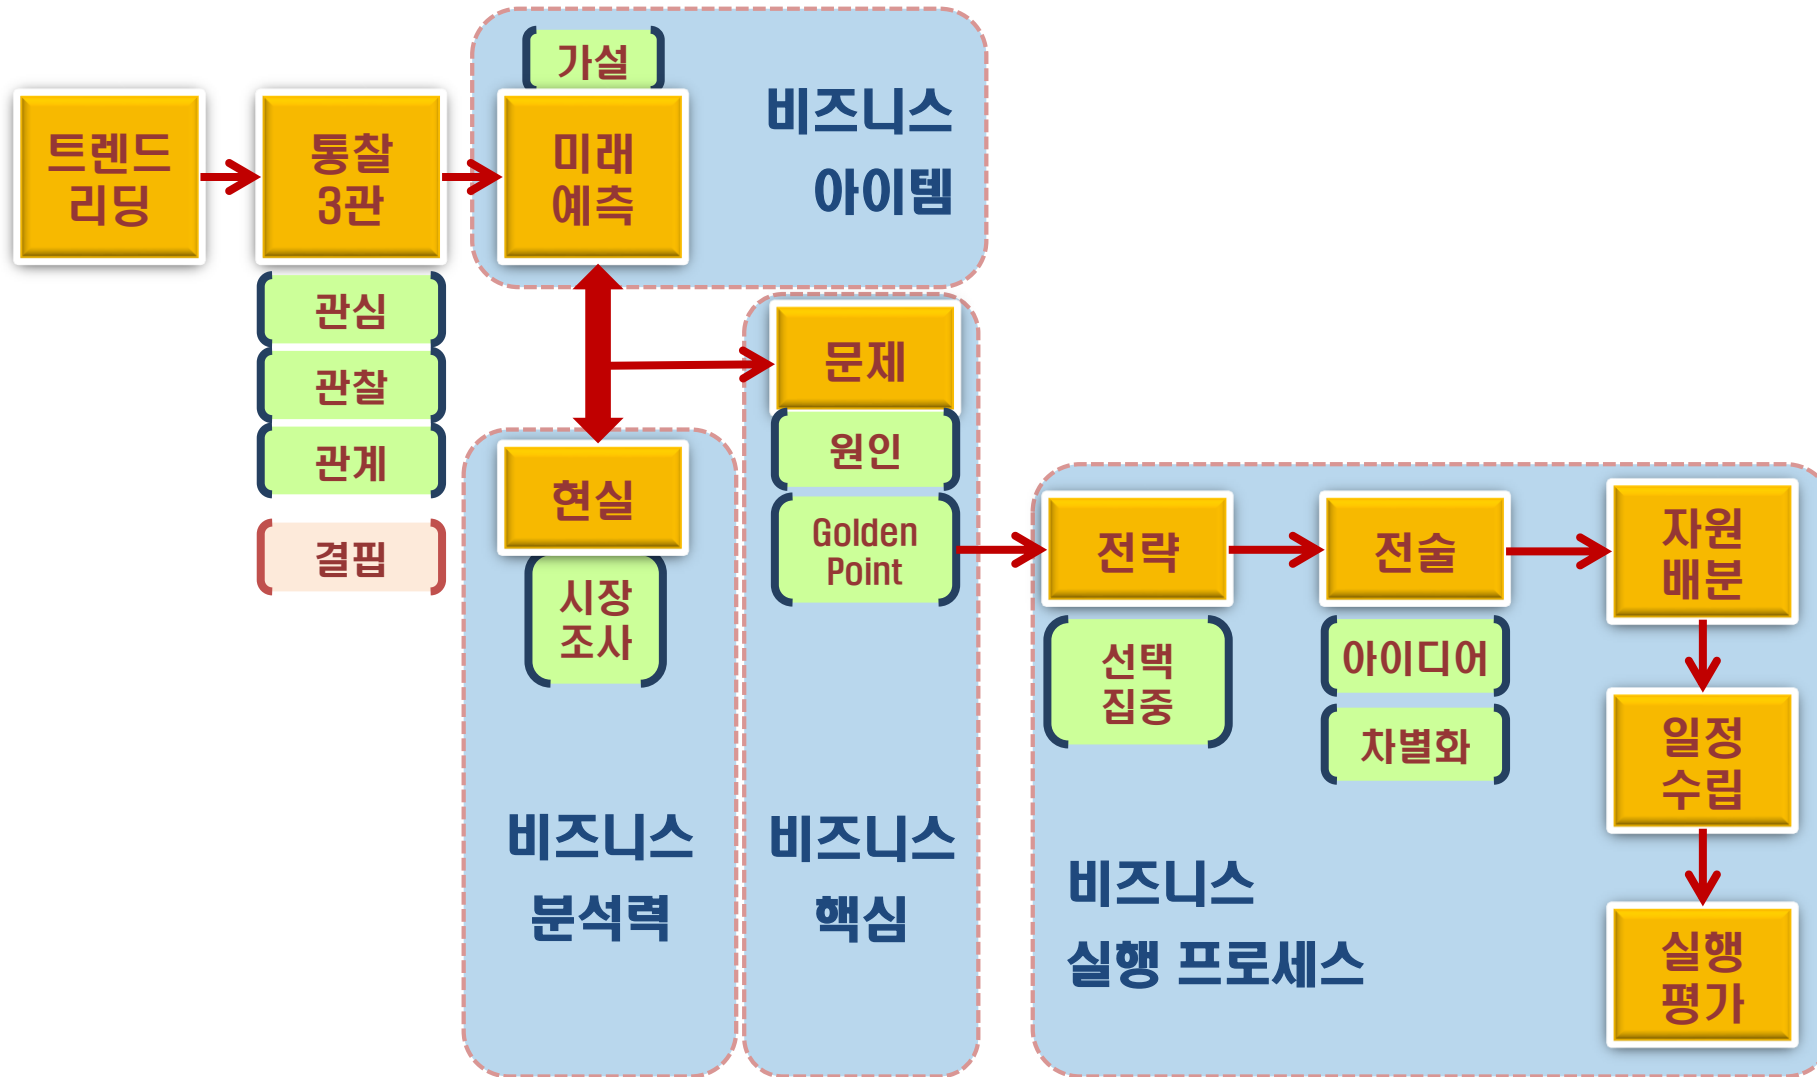 트렌드
리딩
통찰
3관
관심
관찰
관계
결핍
가설
미래
예측
비즈니스
아이템
현실
시장
조사
비즈니스
분석력
문제
원인
Golden
Point
비즈니스
핵심
전략
선택
집중
전술
아이디어
차별화
자원
배분
일정
수립
실행
평가
비즈니스
실행 프로세스